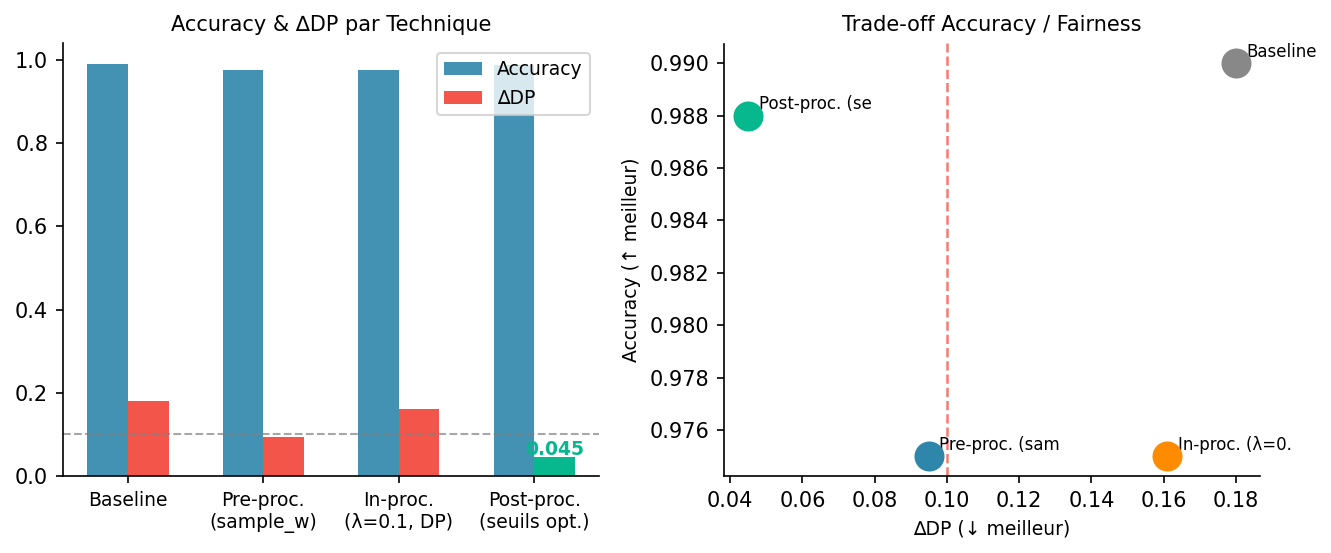 Accuracy & ΔDP par Technique
1.0
0.8
0.6
0.4
0.2
0.0
Accuracy
ΔDP
0.045
Baseline
Pre-proc.
(sample_w)
In-proc.
(λ=0.1, DP)
Post-proc.
(seuils opt.)
Trade-off Accuracy / Fairness
Accuracy (↑ meilleur)
0.990
0.988
0.986
0.984
0.982
0.980
0.978
0.976
Baseline
Post-proc. (se
Pre-proc. (sam
In-proc. (λ=0.
0.04
0.06
0.08
0.10
0.12
0.14
0.16
0.18
ΔDP (↓ meilleur)